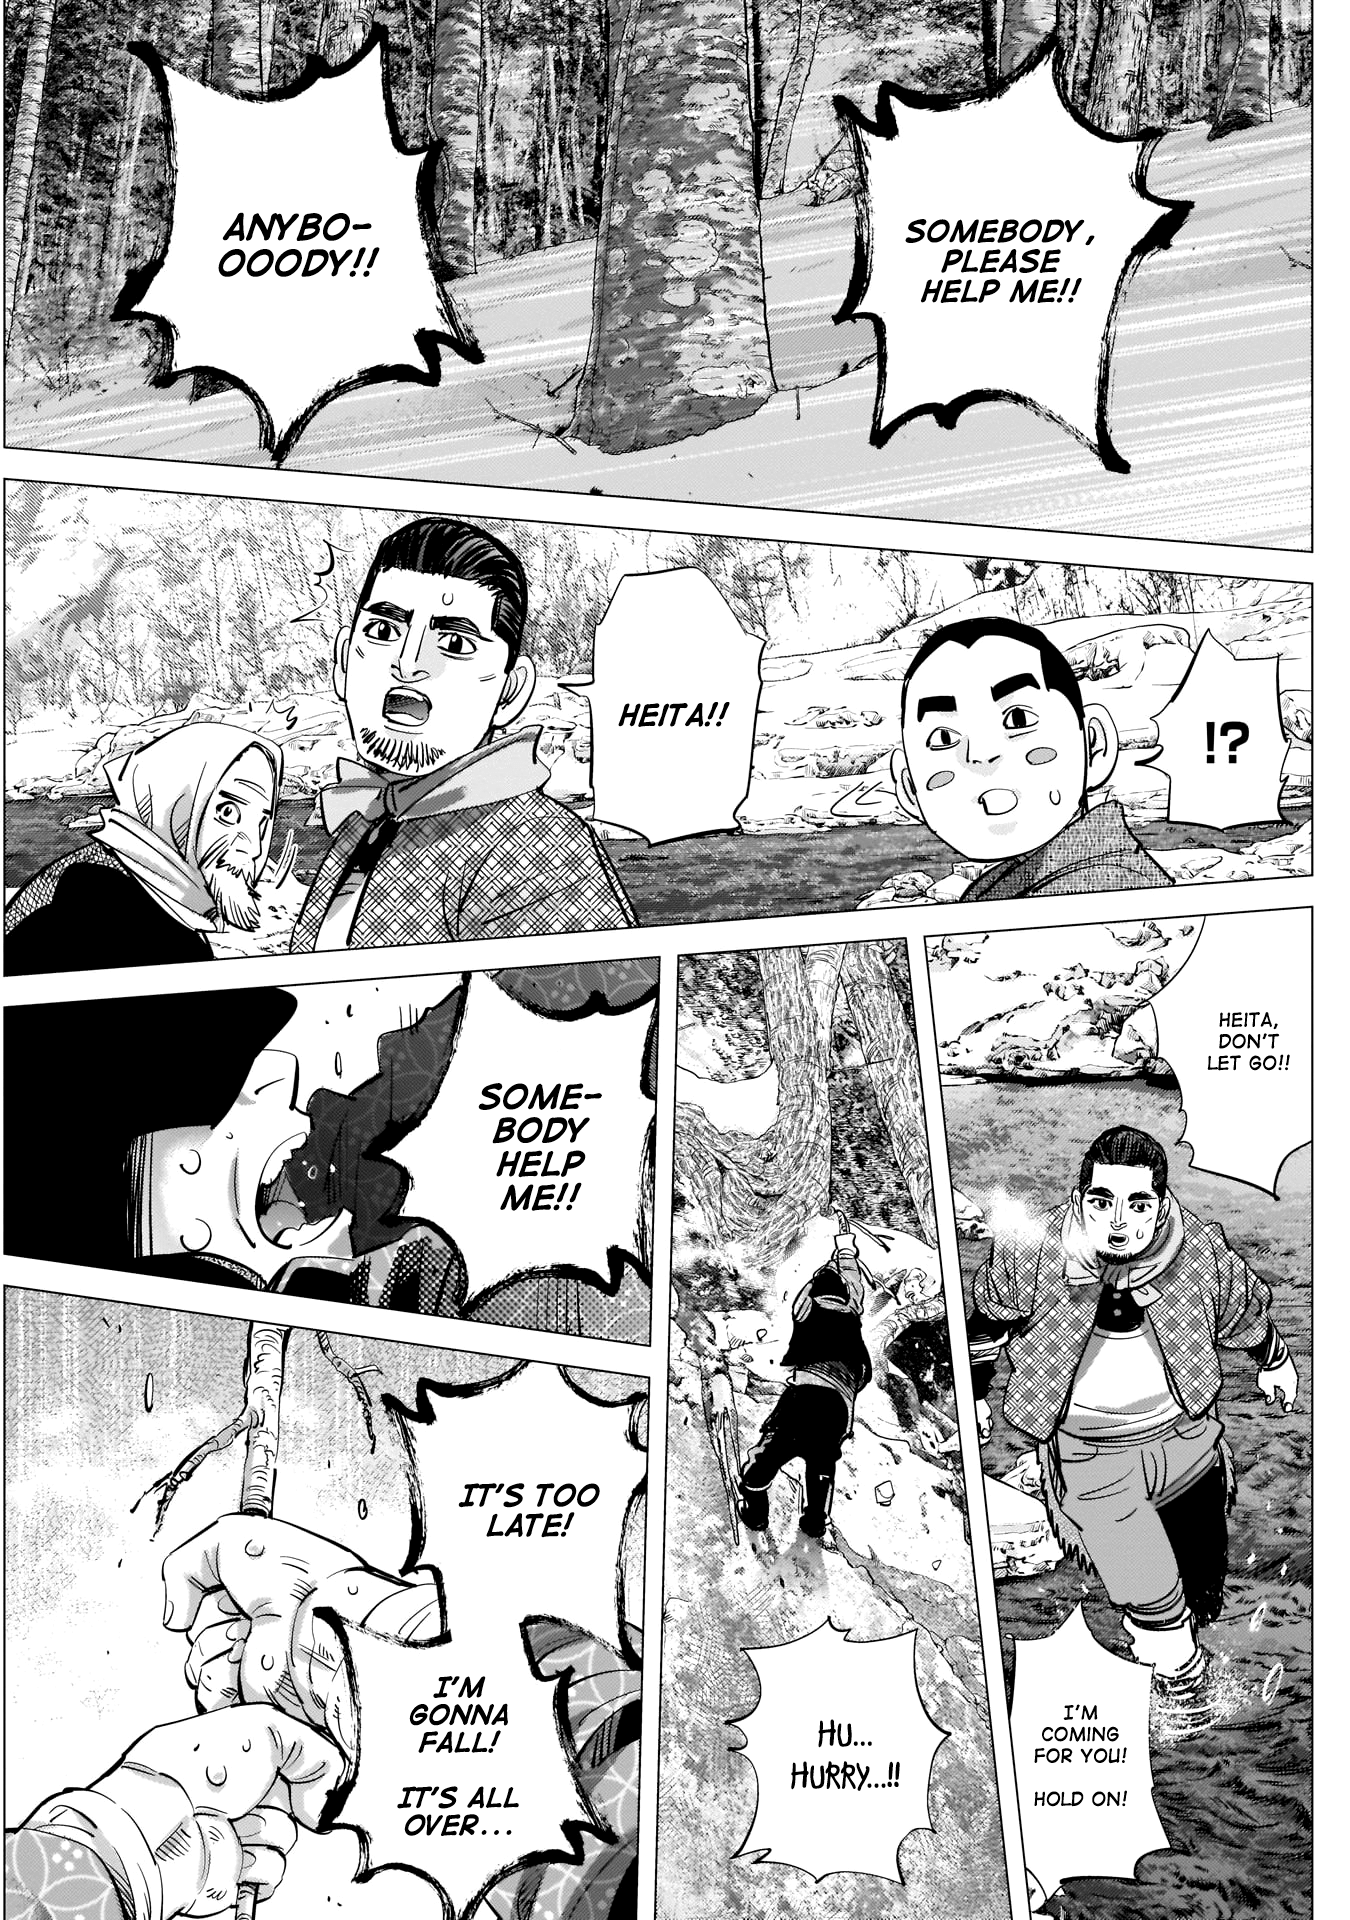 SOMEBODY,
PLEASE
HELP ME!!
ANYBO-
OOODY!!
!?
HEITA!!
HEITA,
DON'T
LET GO!!
I'M
COMING
FOR YOU!
HOLD ON!
HU...
HURRY...!!
SOME-
BODY
HELP
ME!!
IT'S TOO
LATE!
I'M
GONNA
FALL!
IT'S ALL
OVER...